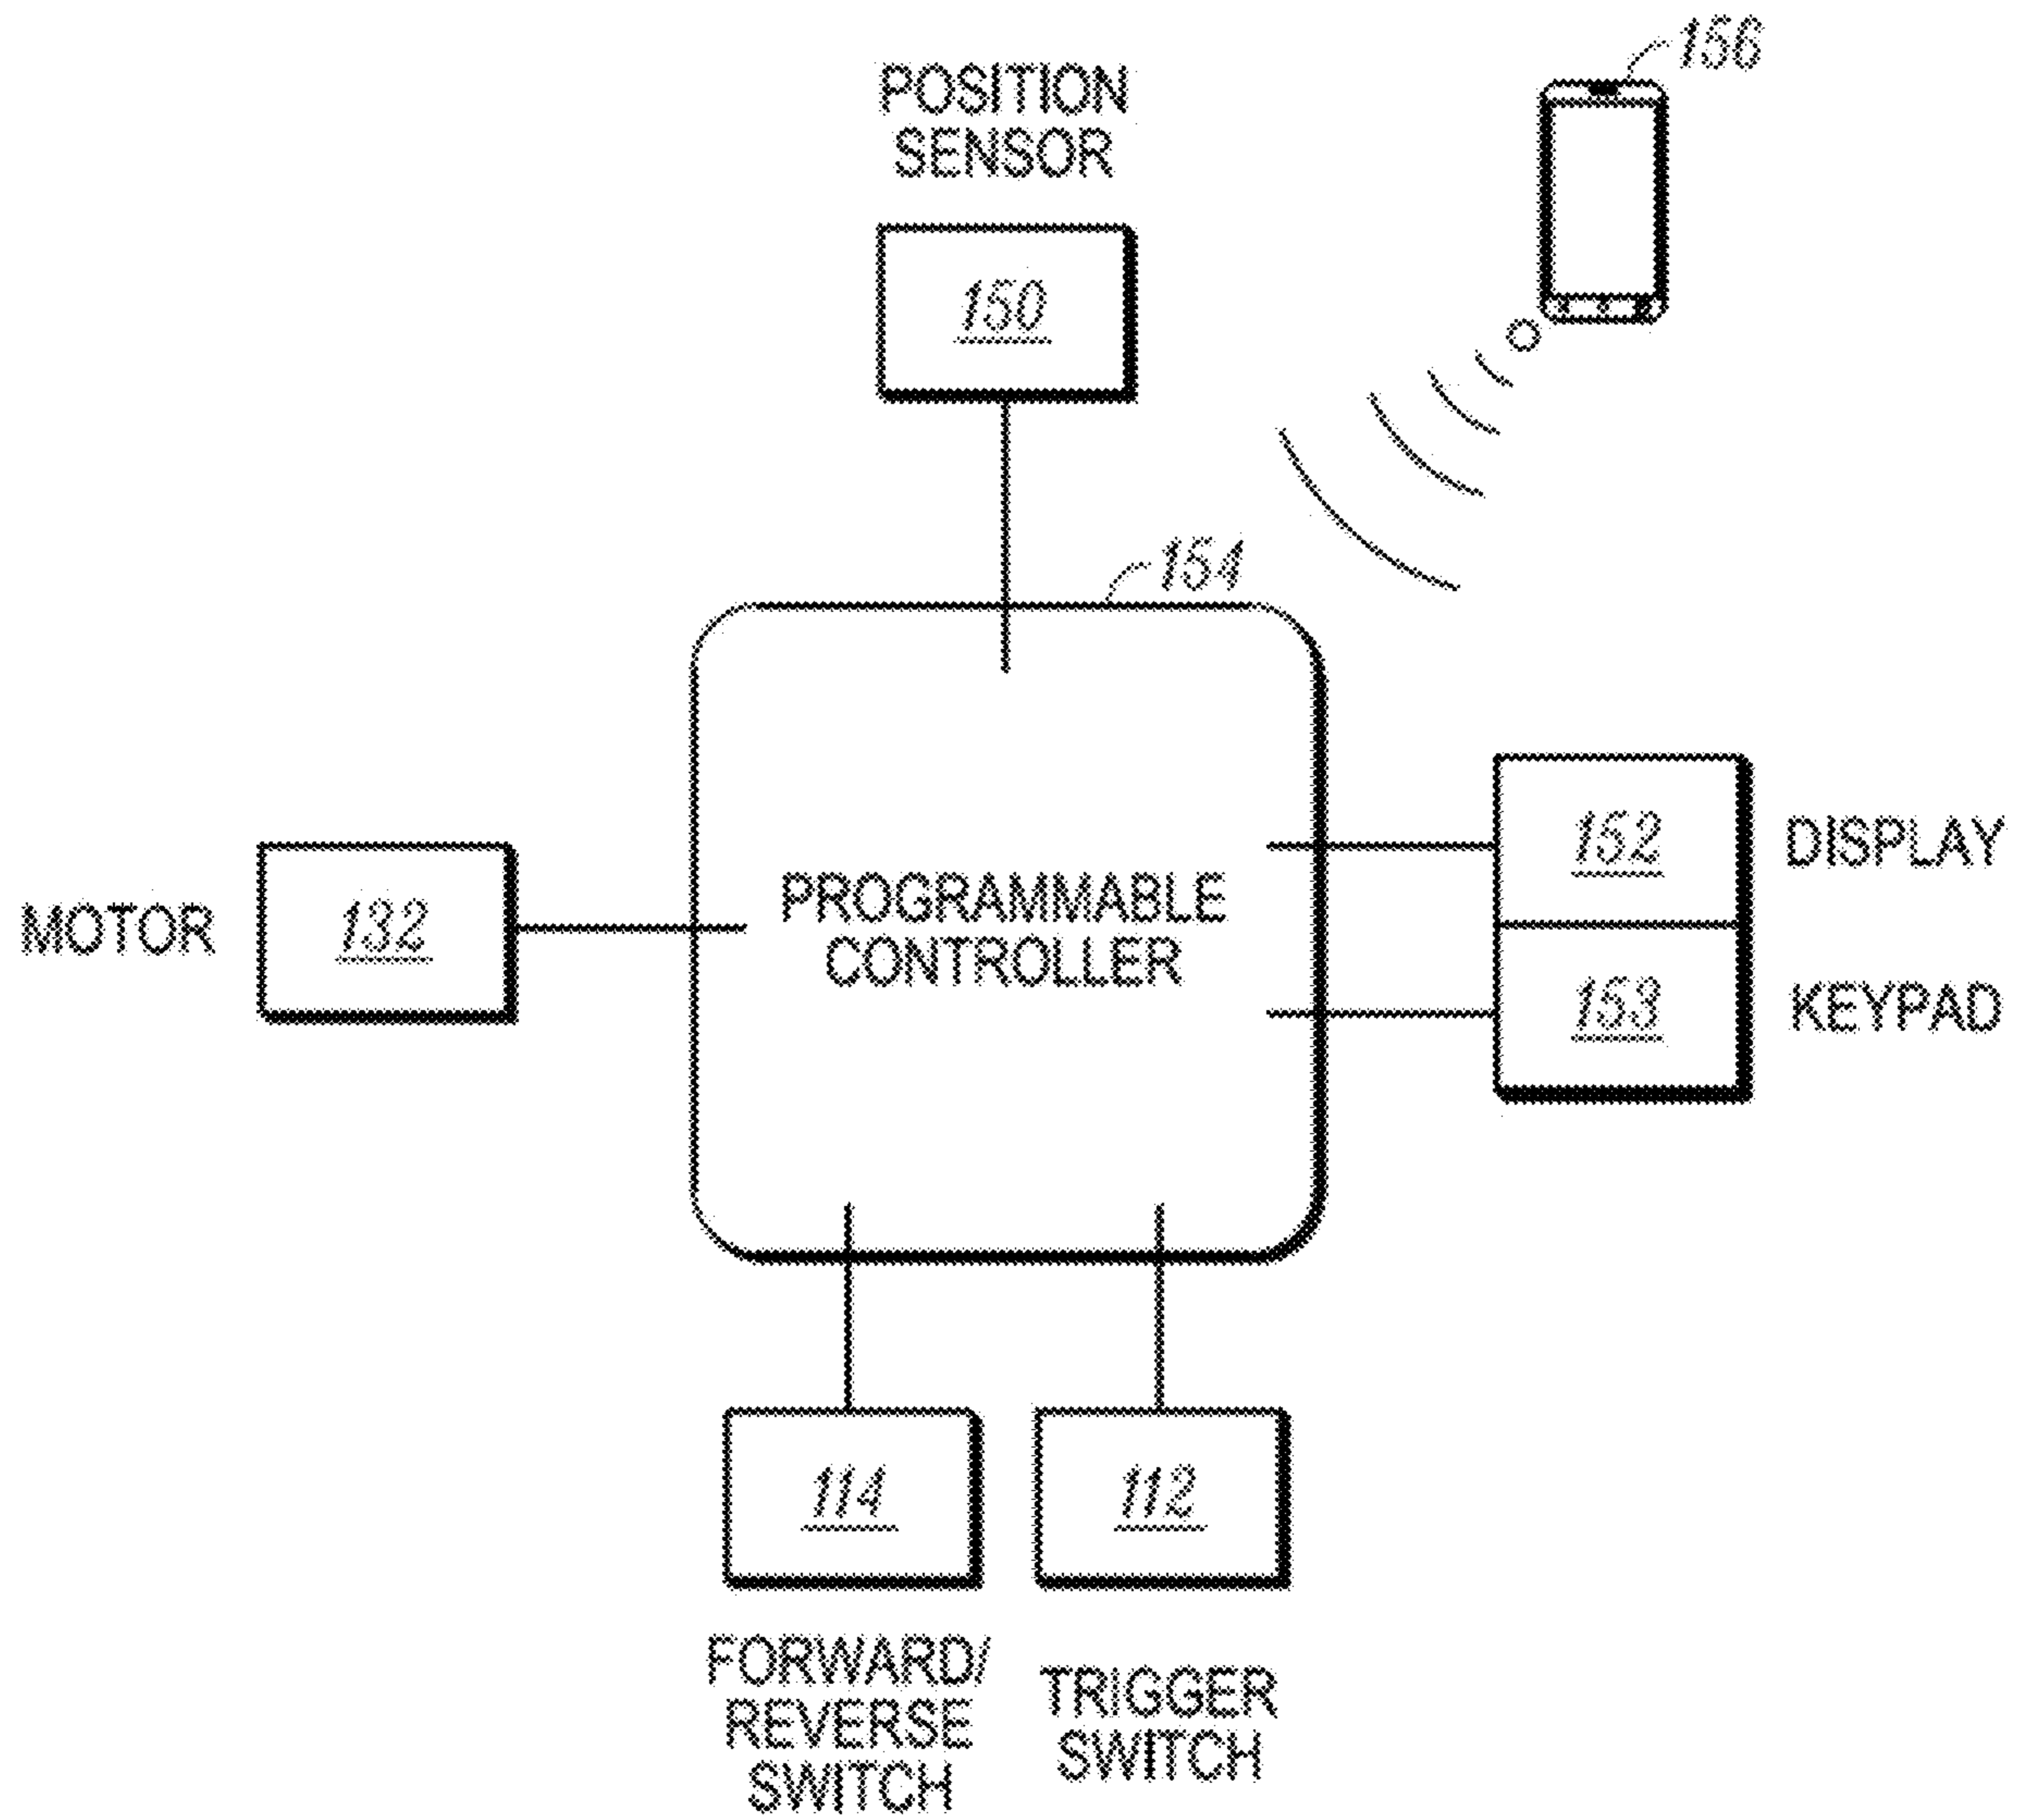 156
POSITION
SENSOR
150
154
PROGRAMMABLE
CONTROLLER
MOTOR
132
152
DISPLAY
153
KEYPAD
114
112
FORWARD/
REVERSE
SWITCH
TRIGGER
SWITCH